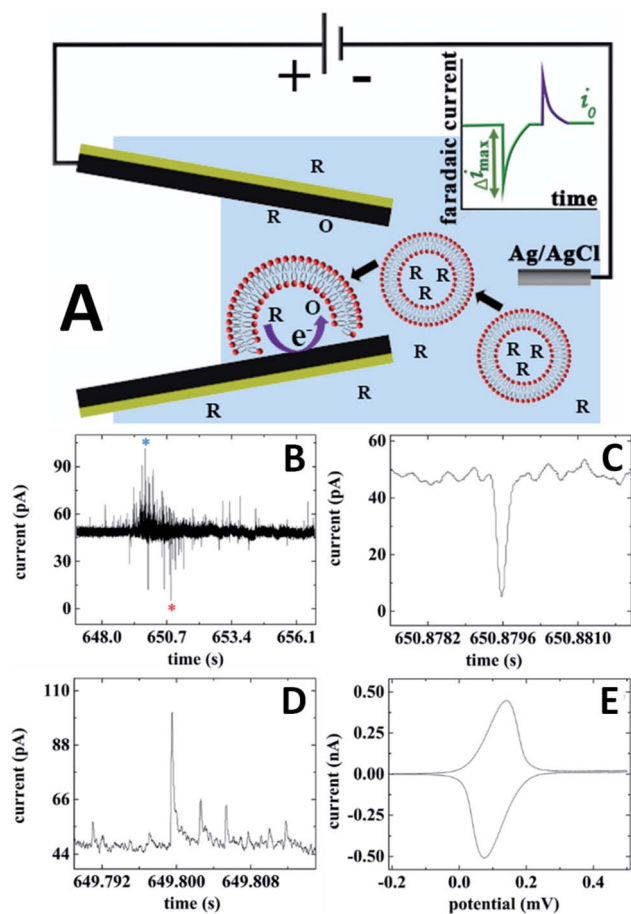 + -
faradaic current
Δi max
i₀
time
Ag/AgCl
R
R
O
R
R R
R
R O
e-
R R
R
R
R
R
A
B
current (pA)
90
60
30
0
*
*
648.0 650.7 653.4 656.1
time (s)
C
current (pA)
60
40
20
0
650.8782 650.8796 650.8810
time (s)
D
current (pA)
110
88
66
44
649.792 649.800 649.808
time (s)
E
current (nA)
0.50
0.25
0.00
-0.25
-0.50
-0.2 0.0 0.2 0.4
potential (mV)